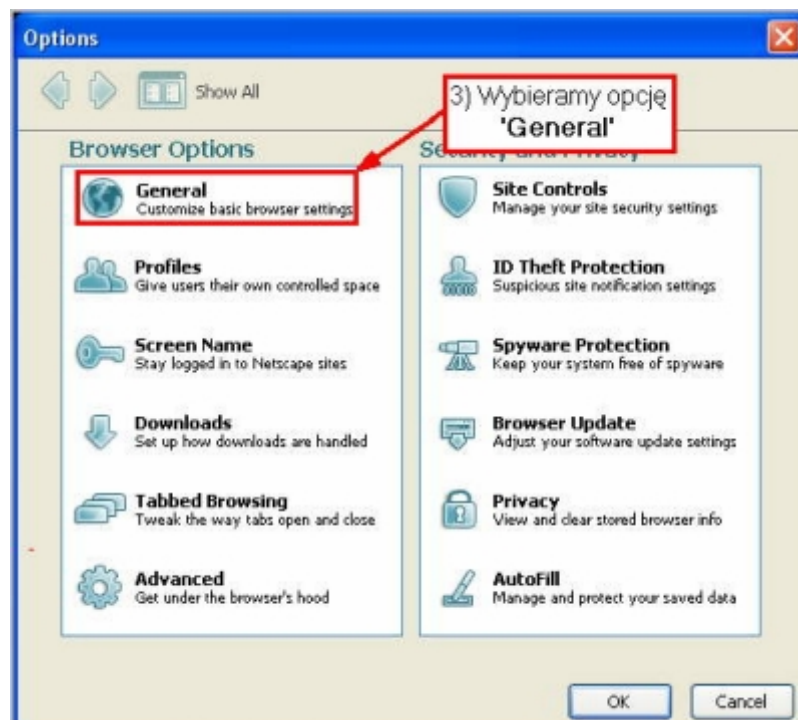 Options
Show All
3) Wybieramy opcję
'General'
Browser Options
General
Customize basic browser settings
Profiles
Give users their own controlled space
Screen Name
Stay logged in to Netscape sites
Downloads
Set up how downloads are handled
Tabbed Browsing
Tweak the way tabs open and close
Advanced
Get under the browser's hood
Security and Privacy
Site Controls
Manage your site security settings
ID Theft Protection
Suspicious site notification settings
Spyware Protection
Keep your system free of spyware
Browser Update
Adjust your software update settings
Privacy
View and clear stored browser info
AutoFill
Manage and protect your saved data
OK
Cancel